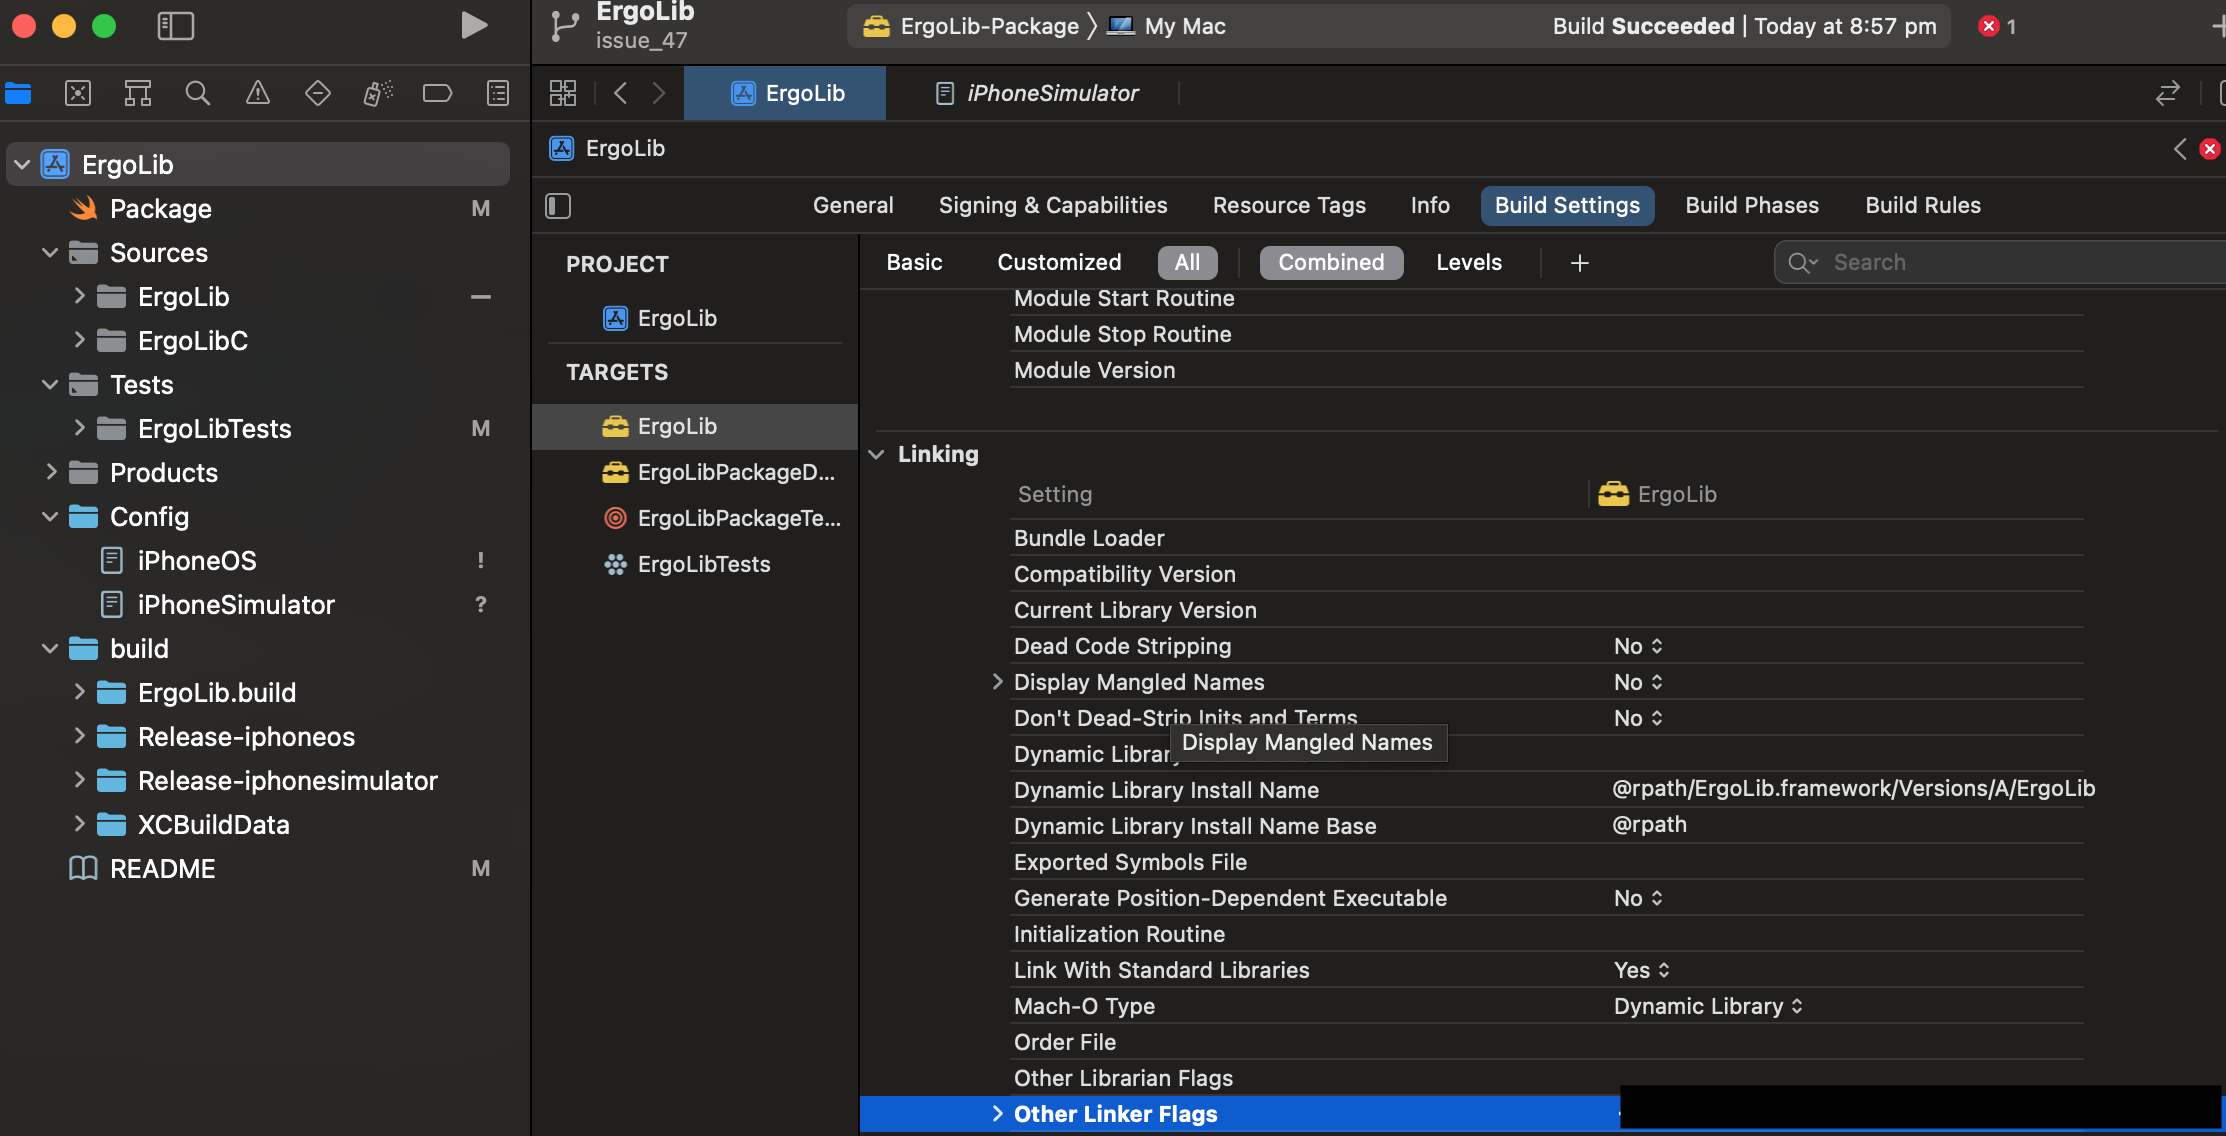 ErgoLib
issue_47
ErgoLib-Package
My Mac
Build Succeeded | Today at 8:57 pm
1
ErgoLib
iPhoneSimulator
ErgoLib
General
Signing & Capabilities
Resource Tags
Info
Build Settings
Build Phases
Build Rules
ErgoLib
Package M
Sources
ErgoLib
ErgoLibC
Tests
ErgoLibTests M
Products
Config
iPhoneOS !
iPhoneSimulator ?
build
ErgoLib.build
Release-iphoneos
Release-iphonesimulator
XCBuildData
README M
PROJECT
ErgoLib
TARGETS
ErgoLib
ErgoLibPackageD...
ErgoLibPackageTe...
ErgoLibTests
Basic
Customized
All
Combined
Levels
Search
Module Start Routine
Module Stop Routine
Module Version
Linking
Setting ErgoLib
Bundle Loader
Compatibility Version
Current Library Version
Dead Code Stripping No
Display Mangled Names No
Don't Dead-Strip Inits and Terms No
Display Mangled Names
Dynamic Library
Dynamic Library Install Name @rpath/ErgoLib.framework/Versions/A/ErgoLib
Dynamic Library Install Name Base @rpath
Exported Symbols File
Generate Position-Dependent Executable No
Initialization Routine
Link With Standard Libraries Yes
Mach-O Type Dynamic Library
Order File
Other Librarian Flags
Other Linker Flags